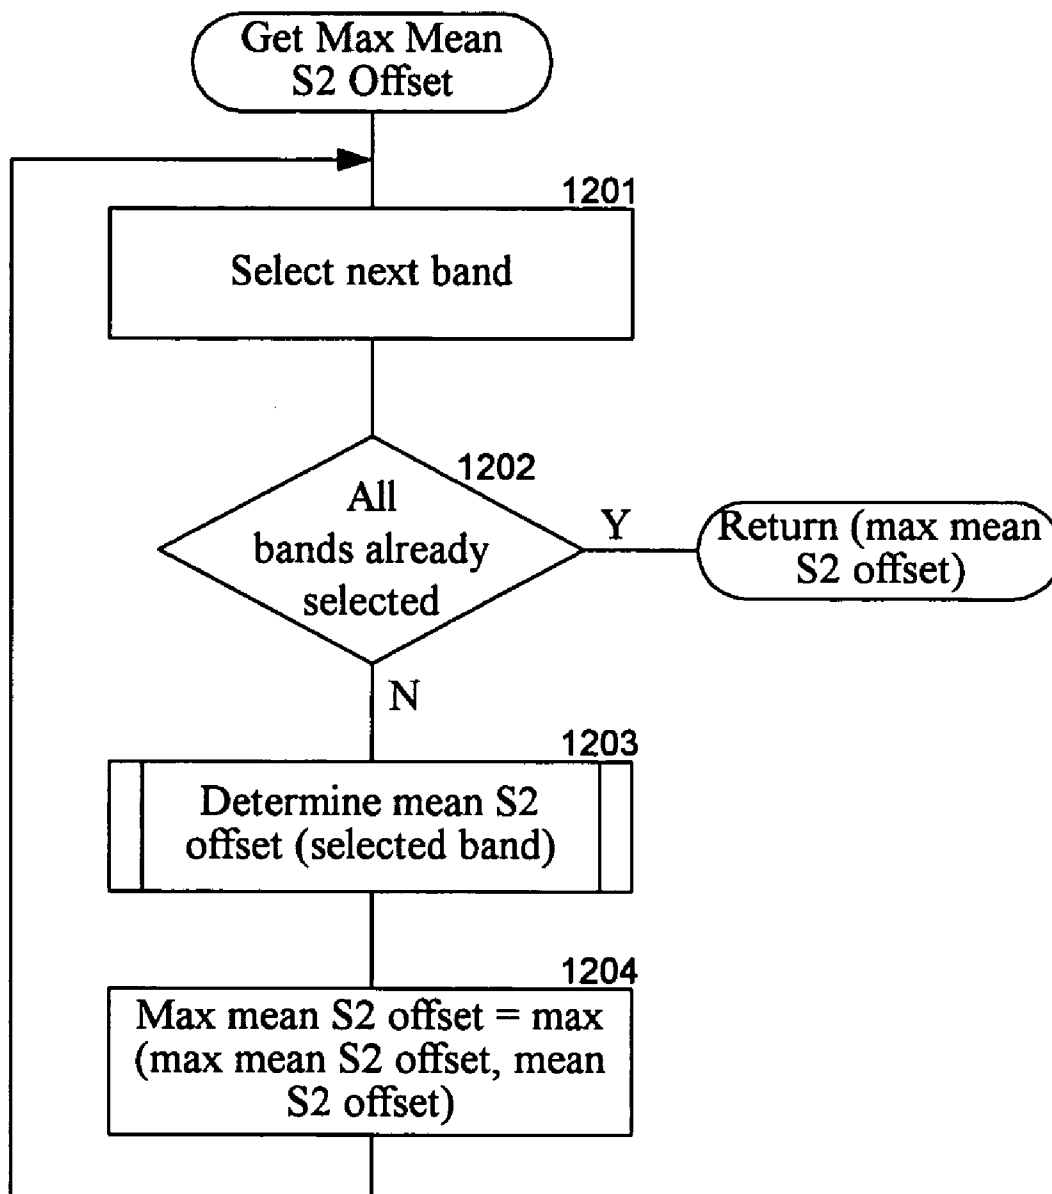 Get Max Mean
S2 Offset
1201
Select next band
1202
All
bands already
selected
Y
Return (max mean
S2 offset)
N
1203
Determine mean S2
offset (selected band)
1204
Max mean S2 offset = max
(max mean S2 offset, mean
S2 offset)